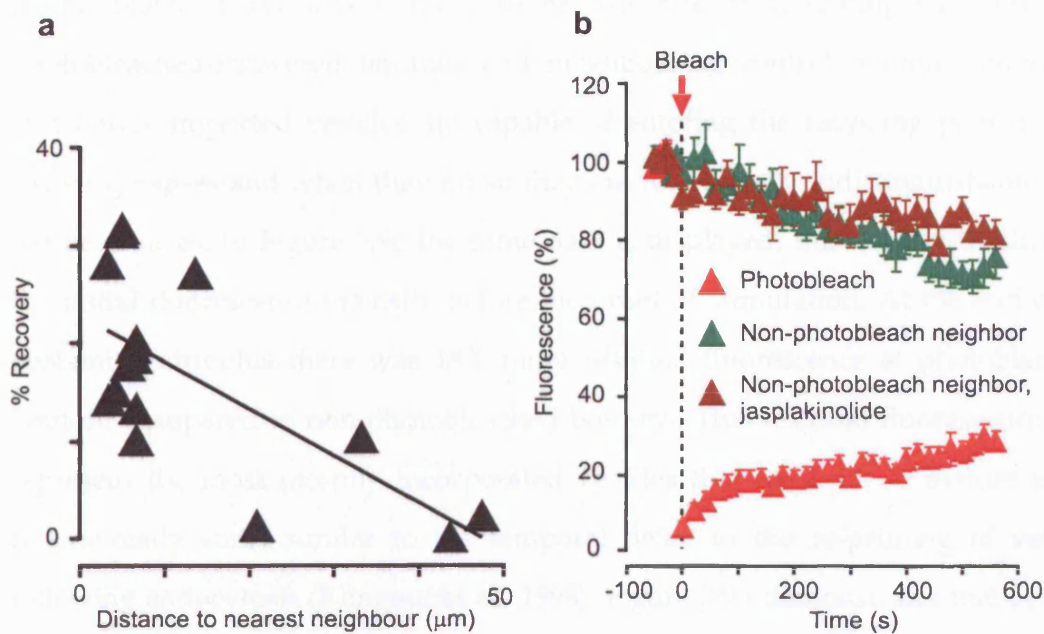 a
b
Bleach
120
100
80
60
40
20
0
Fluorescence (%)
Photobleach
Non-photobleach neighbor
Non-photobleach neighbor,
jasplakinolide
-100 0 200 400 600
Time (s)
40
0
% Recovery
0 50
Distance to nearest neighbour (μm)